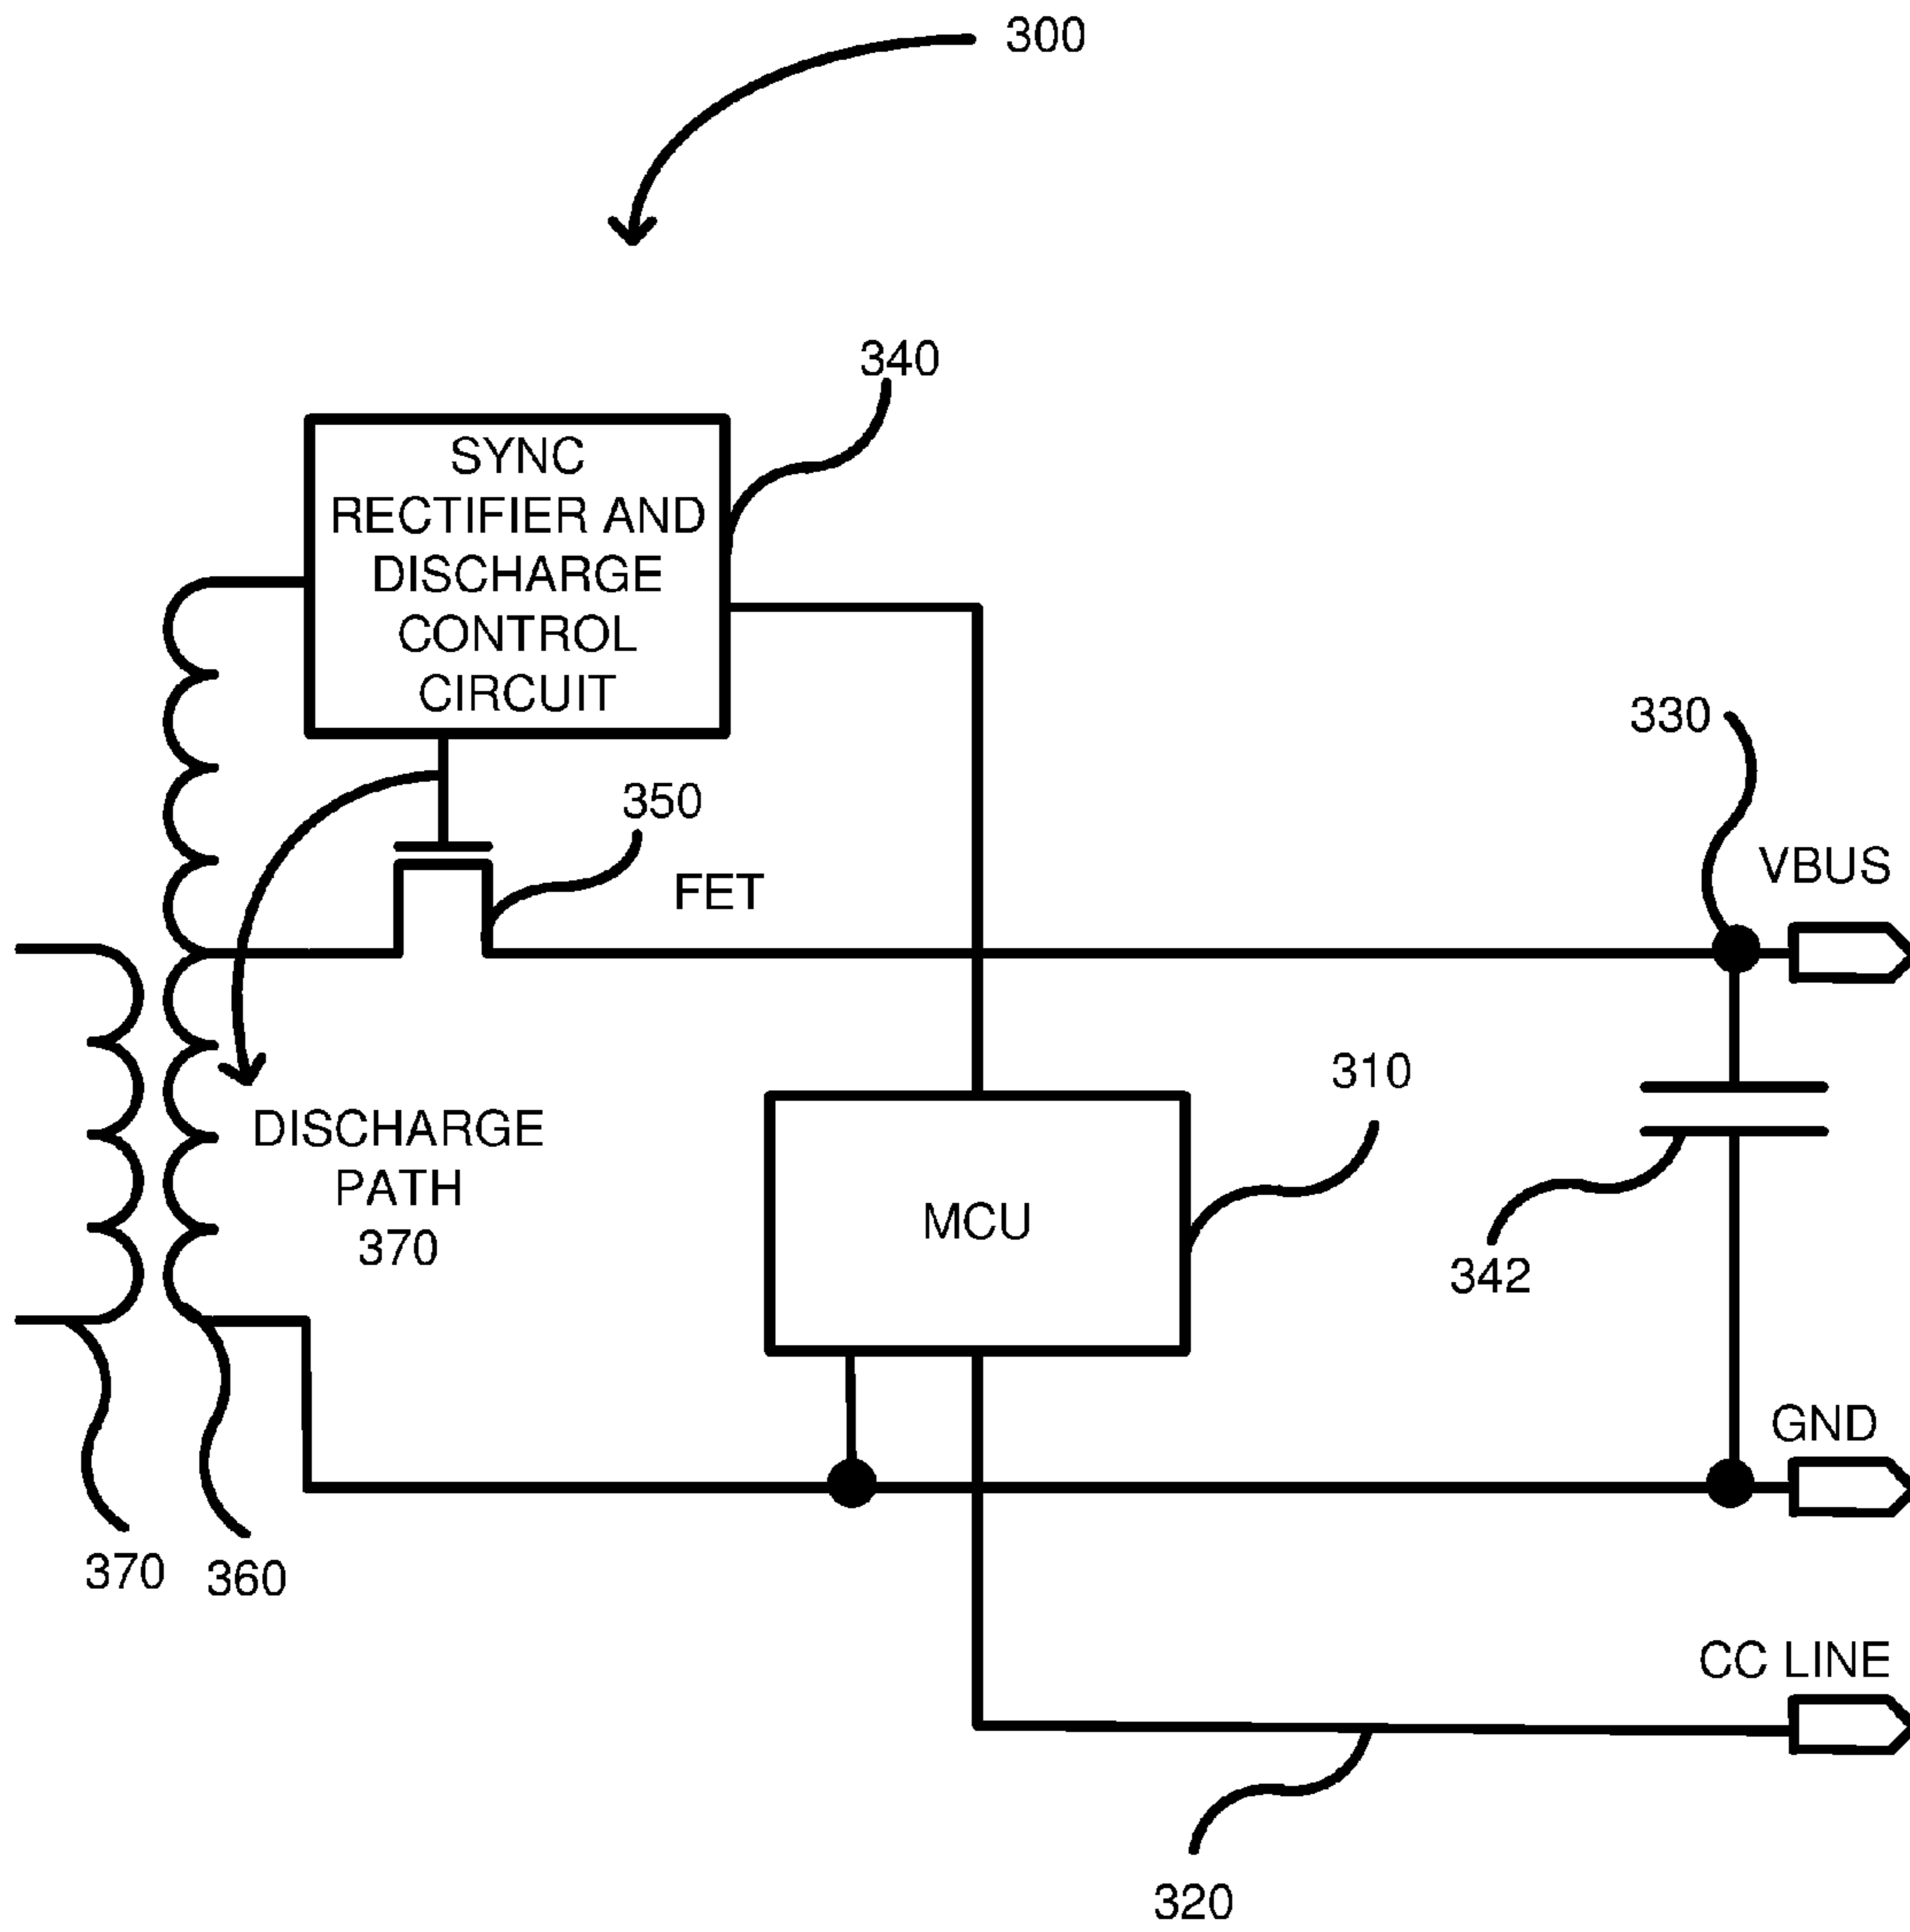 300
340
SYNC
RECTIFIER AND
DISCHARGE
CONTROL
CIRCUIT
330
350
FET
VBUS
310
DISCHARGE
PATH
370
MCU
342
GND
370
360
CC LINE
320